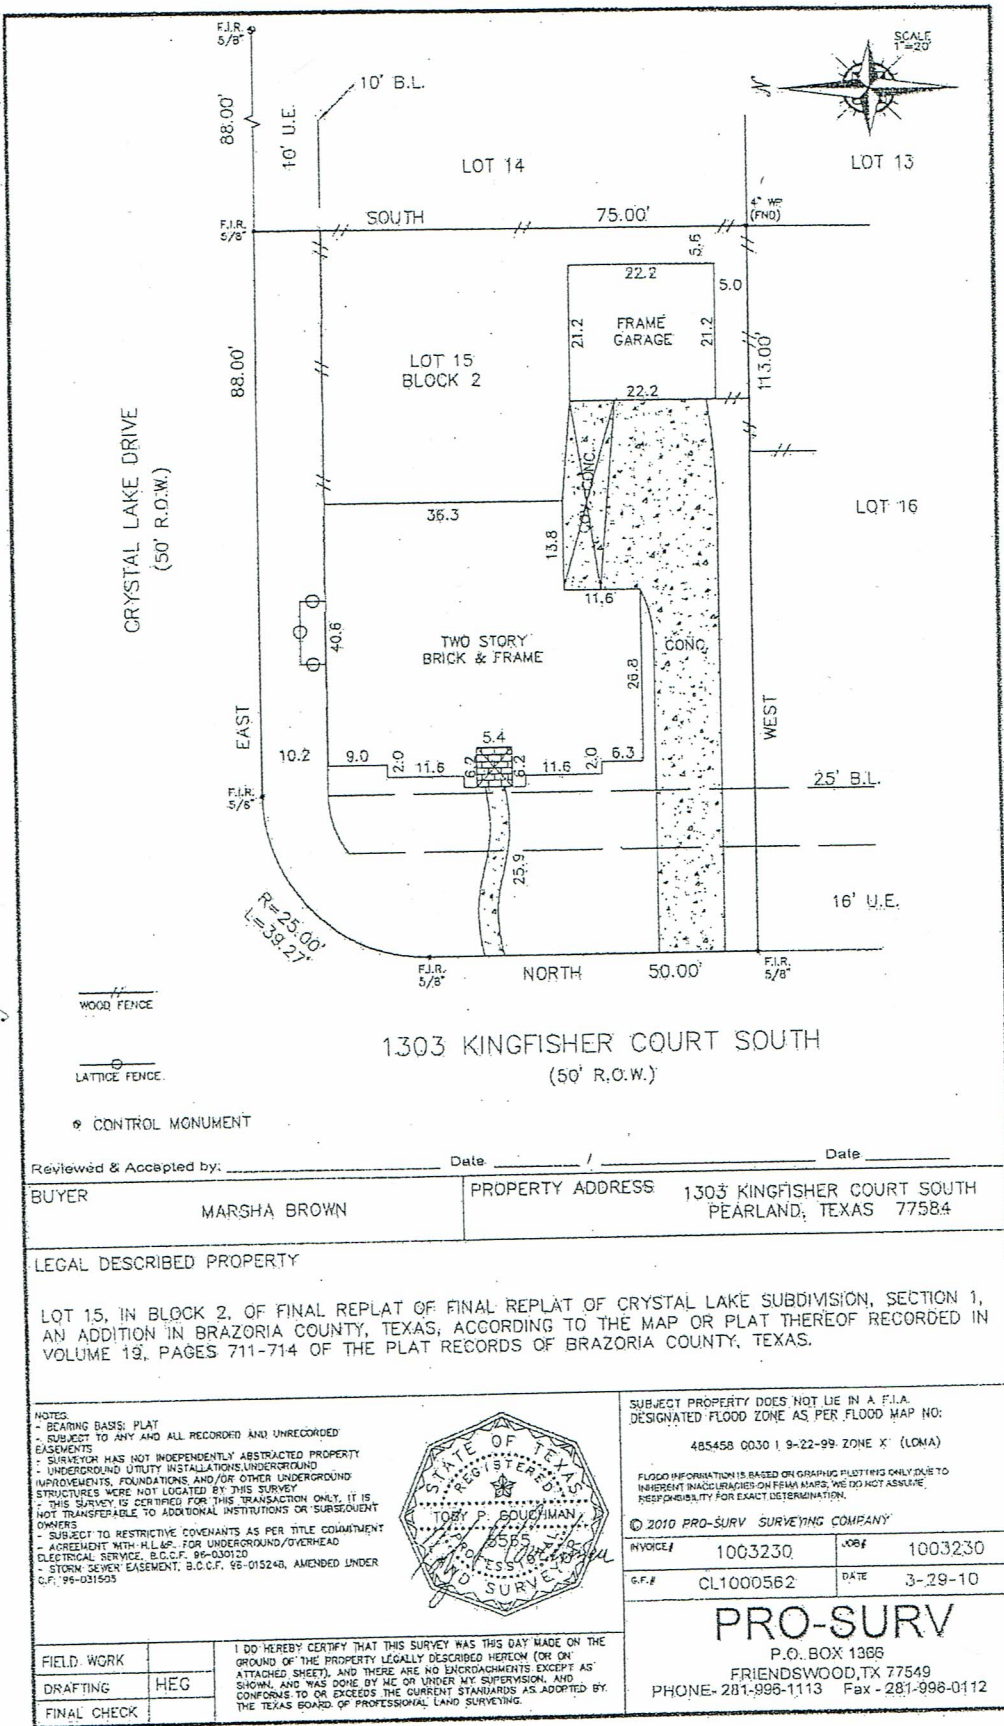 F.I.R.
5/8"
SCALE
1"=20'
N
10' B.L.
88.00'
10' U.E.
LOT 14
LOT 13
4" WP
(FND)
SOUTH
75.00'
F.I.R.
5/8"
5.6
22.2
5.0
FRAME
GARAGE
21.2
21.2
113.00'
LOT 15
BLOCK 2
88.00'
22.2
CRYSTAL LAKE DRIVE
(50' R.O.W.)
COV. CONC.
LOT 16
36.3
13.8
11.6
40.6
TWO STORY
BRICK & FRAME
CONC.
26.8
EAST
WEST
5.4
10.2
9.0
2.0
11.6
6.2
6.2
11.6
2.0
6.3
25' B.L.
F.I.R.
5/8"
25.9
16' U.E.
R=25.00'
L=39.27'
F.I.R.
5/8"
NORTH
50.00'
F.I.R.
5/8"
WOOD FENCE
1303 KINGFISHER COURT SOUTH
(50' R.O.W.)
LATTICE FENCE
CONTROL MONUMENT
Reviewed & Accepted by: Date / Date
BUYER
MARSHA BROWN
PROPERTY ADDRESS
1303 KINGFISHER COURT SOUTH
PEARLAND, TEXAS 77584
LEGAL DESCRIBED PROPERTY
LOT 15, IN BLOCK 2, OF FINAL REPLAT OF FINAL REPLAT OF CRYSTAL LAKE SUBDIVISION, SECTION 1,
AN ADDITION IN BRAZORIA COUNTY, TEXAS, ACCORDING TO THE MAP OR PLAT THEREOF RECORDED IN
VOLUME 19, PAGES 711-714 OF THE PLAT RECORDS OF BRAZORIA COUNTY, TEXAS.
NOTES:
- BEARING BASIS: PLAT
- SUBJECT TO ANY AND ALL RECORDED AND UNRECORDED
EASEMENTS
- SURVEYOR HAS NOT INDEPENDENTLY ABSTRACTED PROPERTY
- UNDERGROUND UTILITY INSTALLATIONS, UNDERGROUND
IMPROVEMENTS, FOUNDATIONS, AND/OR OTHER UNDERGROUND
STRUCTURES WERE NOT LOCATED BY THIS SURVEY
- THIS SURVEY IS CERTIFIED FOR THIS TRANSACTION ONLY, IT IS
NOT TRANSFERABLE TO ADDITIONAL INSTITUTIONS OR SUBSEQUENT
OWNERS
- SUBJECT TO RESTRICTIVE COVENANTS AS PER TITLE COMMITMENT
- AGREEMENT WITH H.L.&P. FOR UNDERGROUND/OVERHEAD
ELECTRICAL SERVICE, B.C.C.F. 96-030120
- STORM SEWER EASEMENT, B.C.C.F. 96-015248, AMENDED UNDER
C.F. 96-031503
STATE OF TEXAS
REGISTERED
TOBY P. COUCHMAN
5565
PROFESSIONAL
LAND SURVEYOR
SUBJECT PROPERTY DOES NOT LIE IN A F.I.A.
DESIGNATED FLOOD ZONE AS PER FLOOD MAP NO:
485458 0030 I 9-22-99 ZONE X (LOMA)
FLOOD INFORMATION IS BASED ON GRAPHIC PLOTTING ONLY DUE TO
INHERENT INACCURACIES ON FEMA MAPS, WE DO NOT ASSUME
RESPONSIBILITY FOR EXACT DETERMINATION.
© 2010 PRO-SURV SURVEYING COMPANY
INVOICE# 1003230 JOB# 1003230
G.F.# CL1000562 DATE 3-29-10
PRO-SURV
P.O. BOX 1366
FRIENDSWOOD, TX 77549
PHONE- 281-996-1113 Fax - 281-996-0112
FIELD WORK
DRAFTING HEG
FINAL CHECK
I DO HEREBY CERTIFY THAT THIS SURVEY WAS THIS DAY MADE ON THE
GROUND OF THE PROPERTY LEGALLY DESCRIBED HEREON (OR ON
ATTACHED SHEET), AND THERE ARE NO ENCROACHMENTS EXCEPT AS
SHOWN, AND WAS DONE BY ME OR UNDER MY SUPERVISION, AND
CONFORMS TO OR EXCEEDS THE CURRENT STANDARDS AS ADOPTED BY
THE TEXAS BOARD OF PROFESSIONAL LAND SURVEYING.